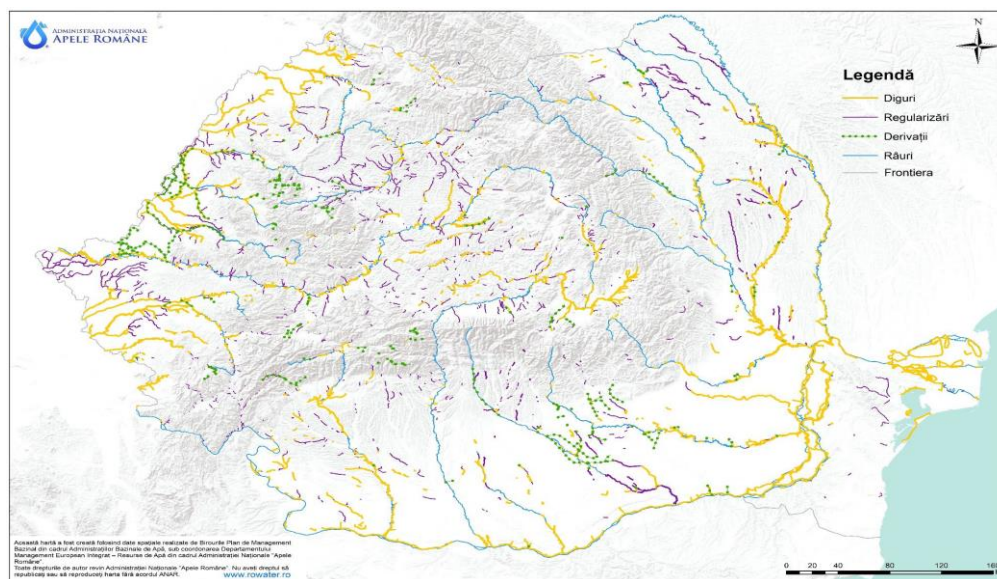 ADMINISTRAȚIA NAȚIONALĂ
APELE ROMÂNE
N
Legendă
Diguri
Regularizări
Derivații
Râuri
Frontiera
Această hartă a fost creată folosind date spațiale realizate de Birourile Plan de Management
Bazinal din cadrul Administrațiilor Bazinale de Apă, sub coordonarea Departamentului
Management European Integrat – Resurse de Apă din cadrul Administrației Naționale "Apele
Române".
Toate drepturile de autor revin Administrației Naționale "Apele Române". Nu aveți dreptul să
republicați sau să reproduceți harta fără acordul ANAR.
www.rowater.ro
0 20 40 80 120